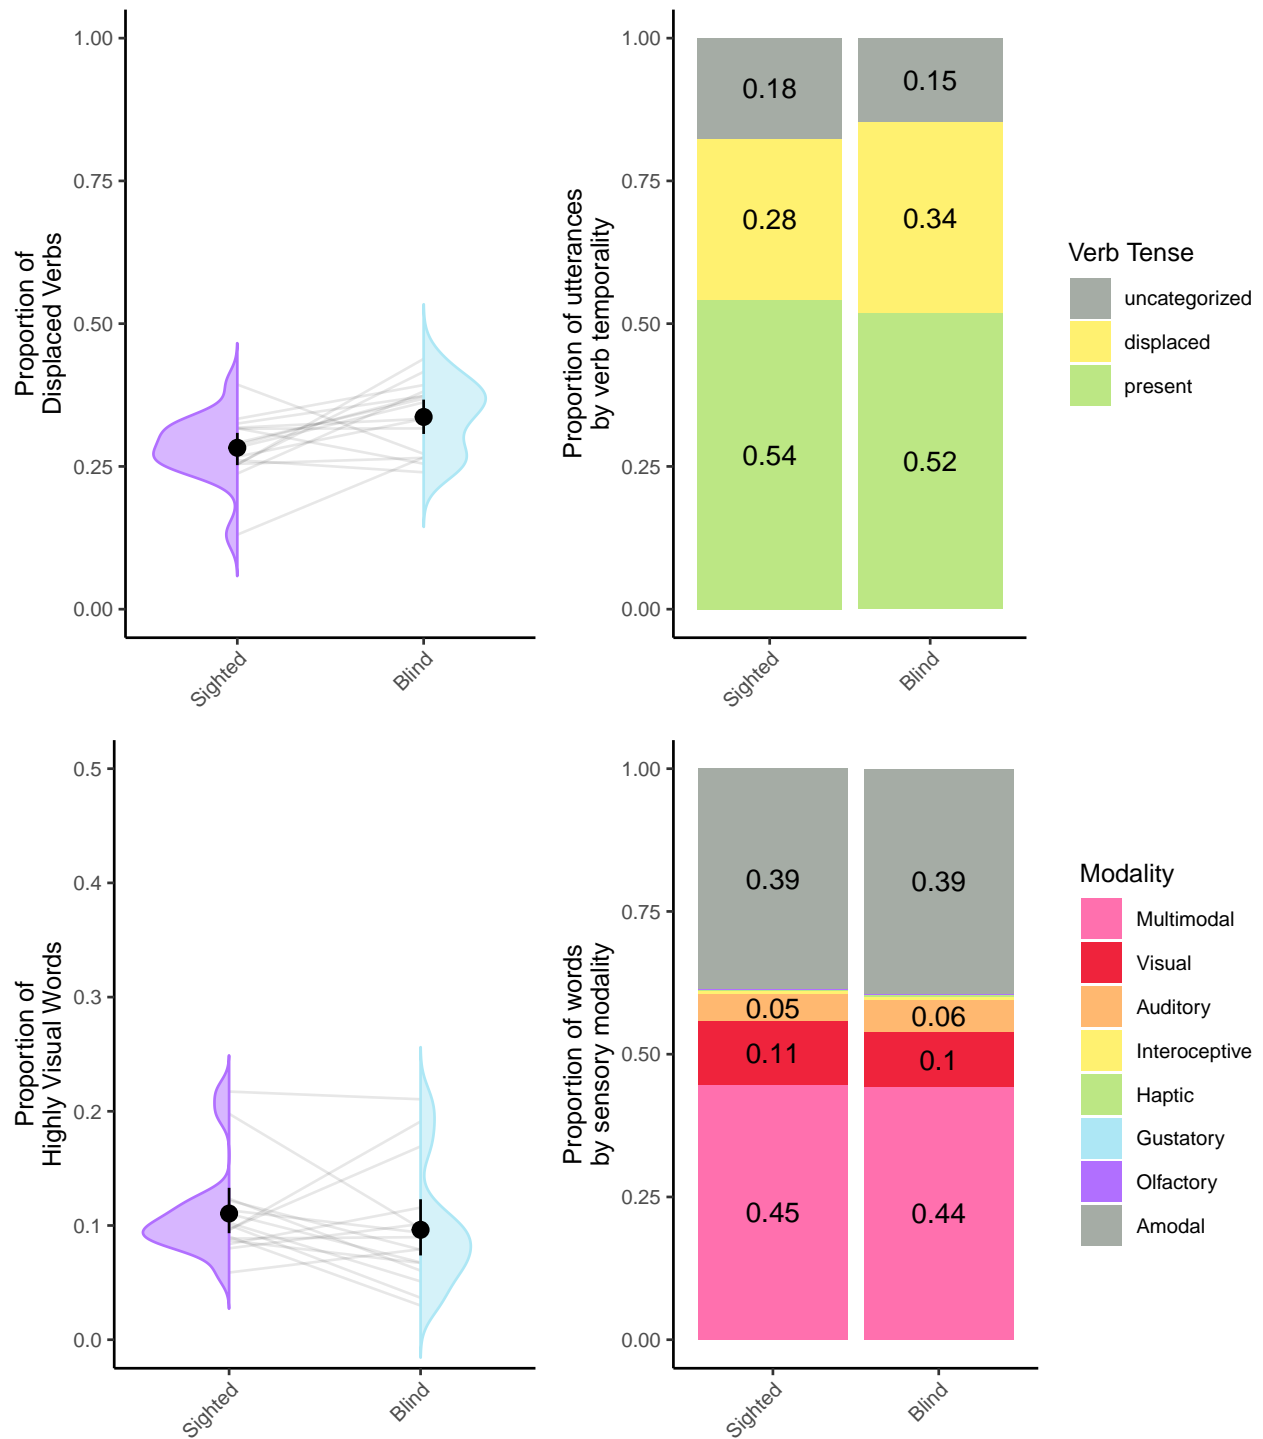 Proportion of
Displaced Verbs
1.00
0.75
0.50
0.25
0.00
Sighted
Blind
Proportion of utterances
by verb temporality
1.00
0.75
0.50
0.25
0.00
0.18
0.15
0.28
0.34
0.54
0.52
Sighted
Blind
Verb Tense
uncategorized
displaced
present
Proportion of
Highly Visual Words
0.5
0.4
0.3
0.2
0.1
0.0
Sighted
Blind
Proportion of words
by sensory modality
1.00
0.75
0.50
0.25
0.00
0.39
0.39
0.05
0.06
0.11
0.1
0.45
0.44
Sighted
Blind
Modality
Multimodal
Visual
Auditory
Interoceptive
Haptic
Gustatory
Olfactory
Amodal